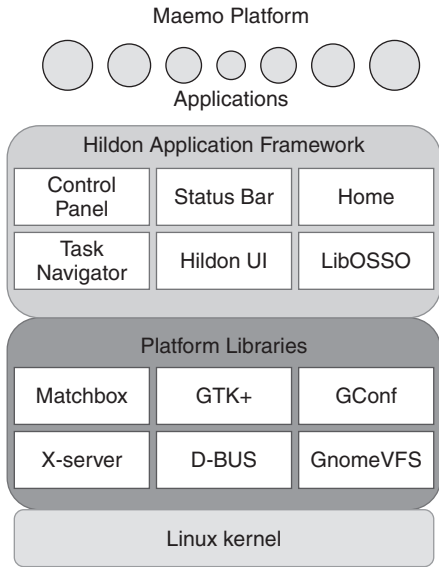 Maemo Platform
Applications
Hildon Application Framework
Control
Panel
Status Bar
Home
Task
Navigator
Hildon UI
LibOSSO
Platform Libraries
Matchbox
GTK+
GConf
X-server
D-BUS
GnomeVFS
Linux kernel